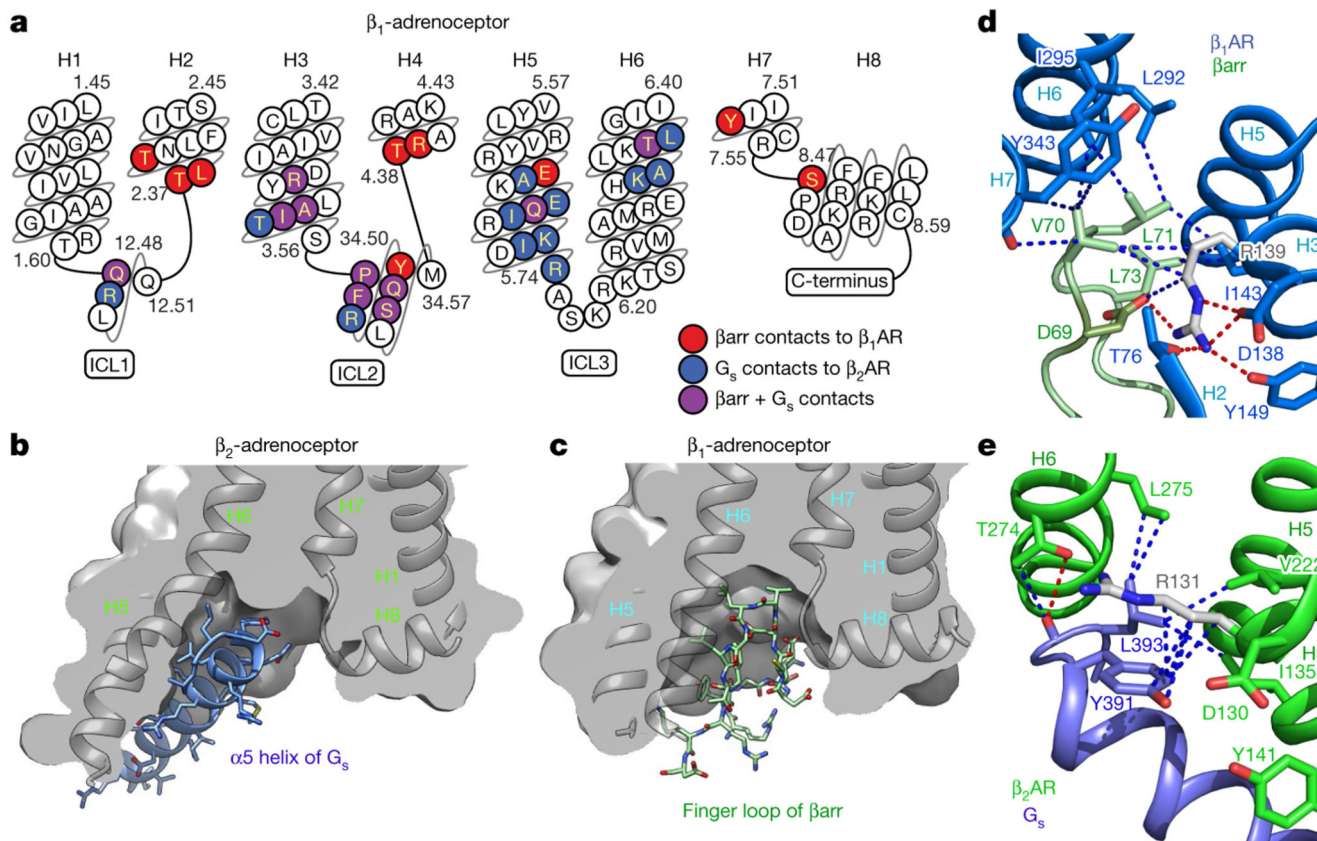 a
β1-adrenoceptor
H1
1.45
H2
2.45
H3
3.42
H4
4.43
H5
5.57
H6
6.40
H7
7.51
H8
V I L
V N G A
I V L
G I A A
T R
1.60
Q
R
L
12.48
Q
12.51
ICL1
I T S
T N L F
T L
2.37
C L T
I A I V
Y R D
T I A L
S
3.56
34.50
P
F
R
L
S
Q
Y
M
34.57
ICL2
R A K
T R A
4.38
L Y V
R Y V R
K A E
R I Q E
D I K
5.74
R
A
S
K
ICL3
G I I
L K T L
H K A
A M R E
R V M
R K T S
6.20
Y I I
R C
7.55
8.47
S F F L
P R K L
D K R C
A
8.59
C-terminus
βarr contacts to β1AR
Gs contacts to β2AR
βarr + Gs contacts
b
β2-adrenoceptor
H6
H7
H5
H1
H8
α5 helix of Gs
c
β1-adrenoceptor
H6
H7
H5
H1
H8
Finger loop of βarr
d
β1AR
βarr
I295
L292
H6
H5
Y343
H7
V70
L71
R139
H3
L73
I143
D69
T76
D138
H2
Y149
e
H6
L275
T274
H5
R131
V222
L393
I135
Y391
D130
Y141
β2AR
Gs